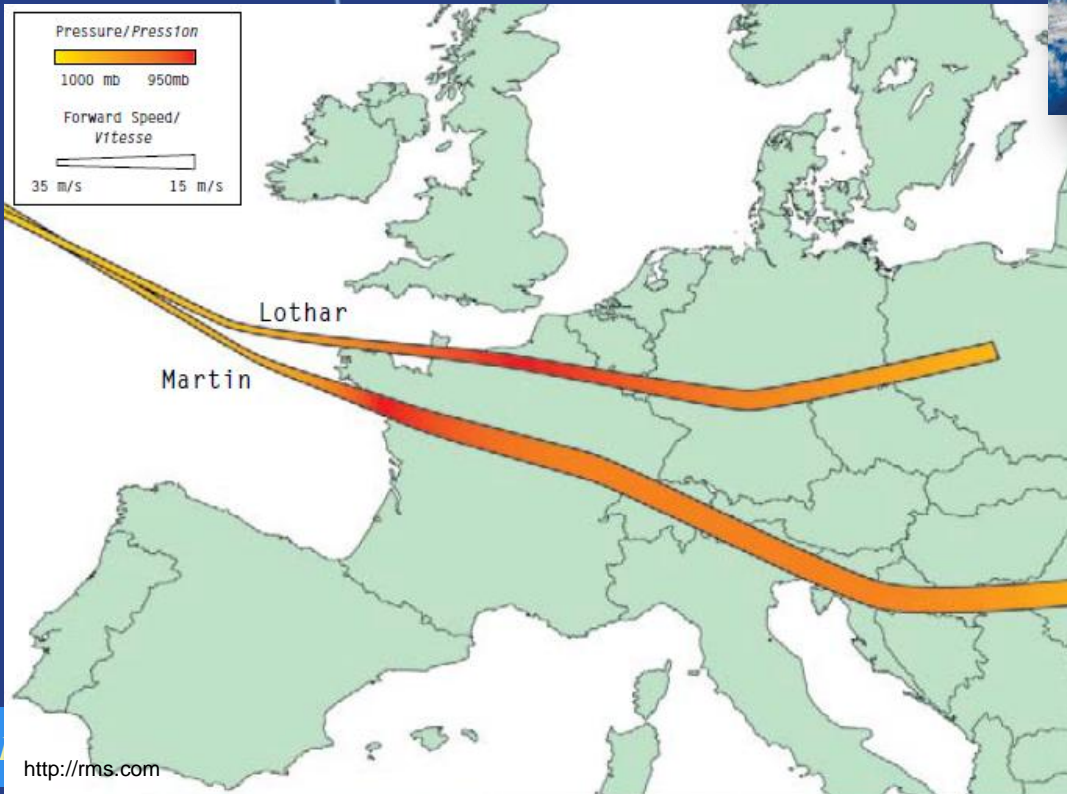 Pressure/Pression
1000 mb 950mb
Forward Speed/
Vitesse
35 m/s 15 m/s
Lothar
Martin
http://rms.com